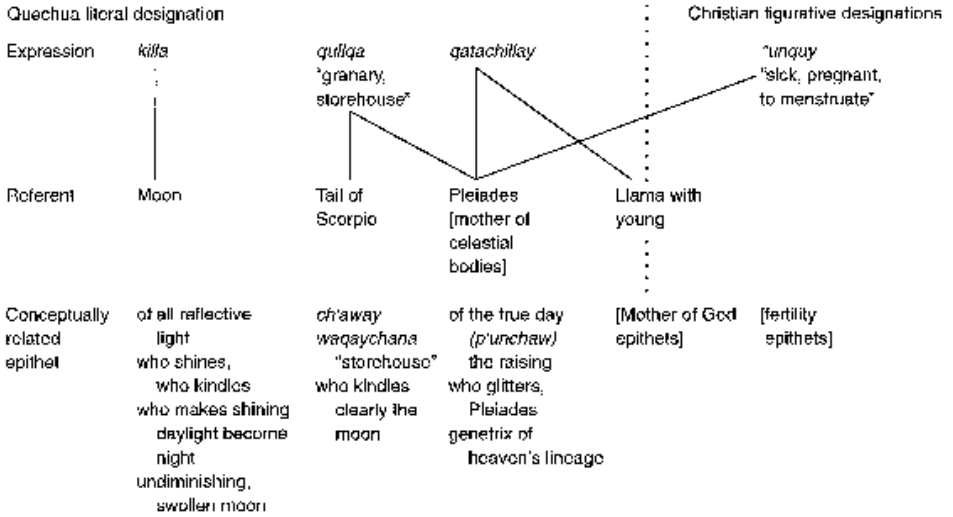 Quechua literal designation Christian figurative designations
Expression killa qullqa qatachillay *unquy
"granary, "sick, pregnant,
storehouse" to menstruate"
Referent Moon Tail of Pleiades Llama with
Scorpio [mother of young
celestial
bodies]
Conceptually of all reflective ch'away of the true day [Mother of God [fertility
related light waqaychana (p'unchaw) epithets] epithets]
epithet who shines, "storehouse" the raising
who kindles who kindles who glitters,
who makes shining clearly the Pleiades
daylight become moon genetrix of
night heaven's lineage
undiminishing,
swollen moon